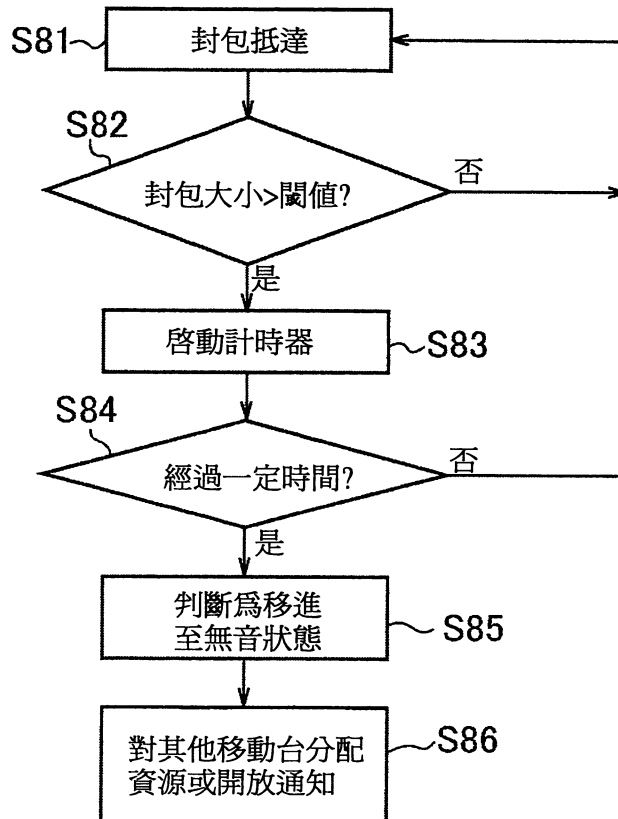 S81
封包抵達
S82
封包大小>閾值?
否
是
啓動計時器
S83
S84
經過一定時間?
否
是
判斷爲移進
至無音狀態
S85
對其他移動台分配
資源或開放通知
S86